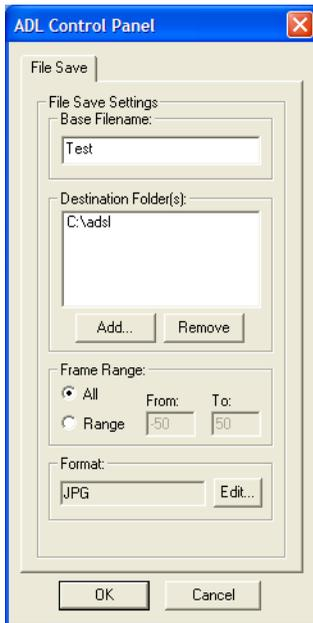 ADL Control Panel
File Save
File Save Settings
Base Filename:
Test
Destination Folder(s):
C:\adsl
Add... Remove
Frame Range:
All From: To:
Range -50 50
Format:
JPG Edit...
OK Cancel